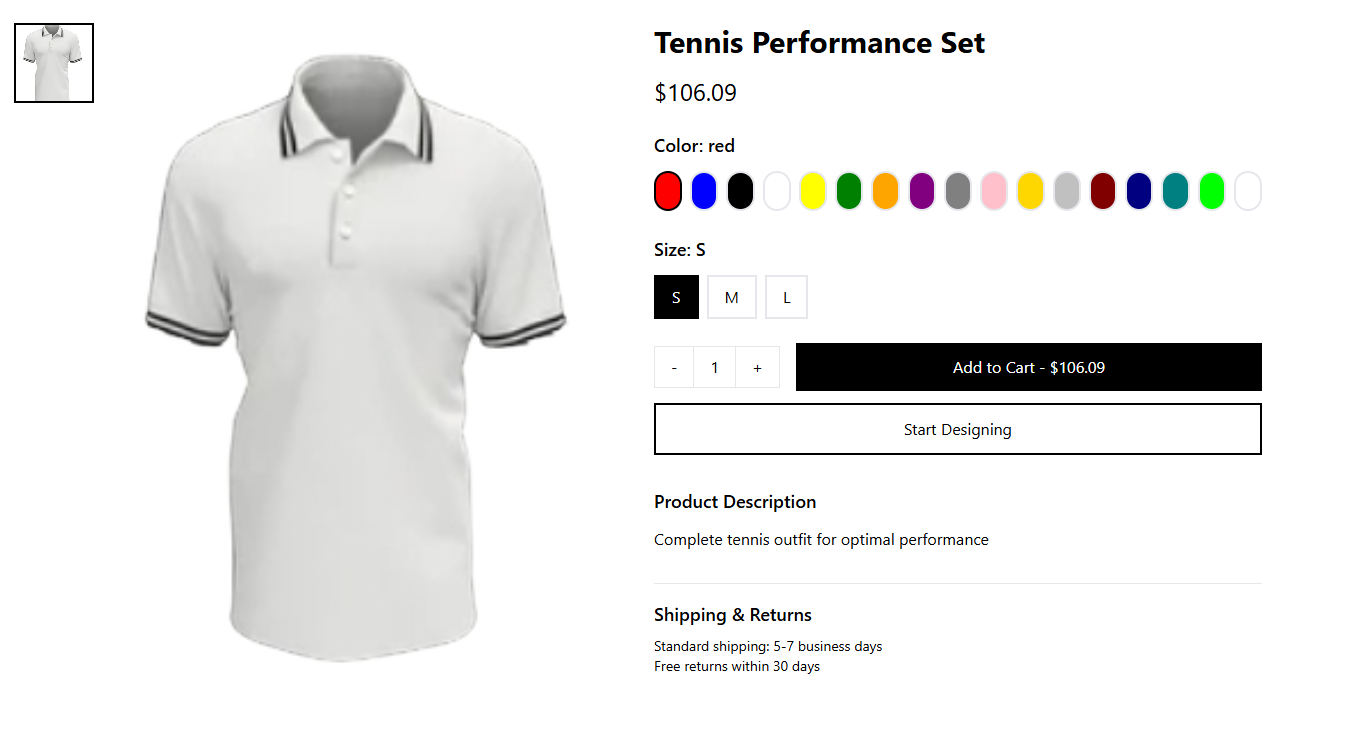 Tennis Performance Set
$106.09
Color: red
Size: S
S M L
- 1 + Add to Cart - $106.09
Start Designing
Product Description
Complete tennis outfit for optimal performance
Shipping & Returns
Standard shipping: 5-7 business days
Free returns within 30 days